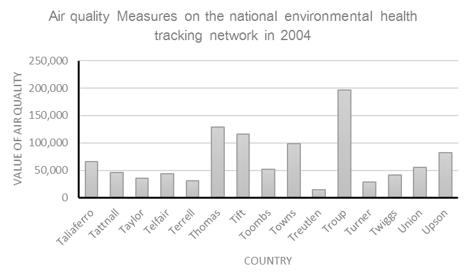 Air quality Measures on the national environmental health
tracking network in 2004
VALUE OF AIR QUALITY
250,000
200,000
150,000
100,000
50,000
0
Taliaferro
Tattnall
Taylor
Telfair
Terrell
Thomas
Tift
Toombs
Towns
Treutlen
Troup
Turner
Twiggs
Union
Upson
COUNTRY